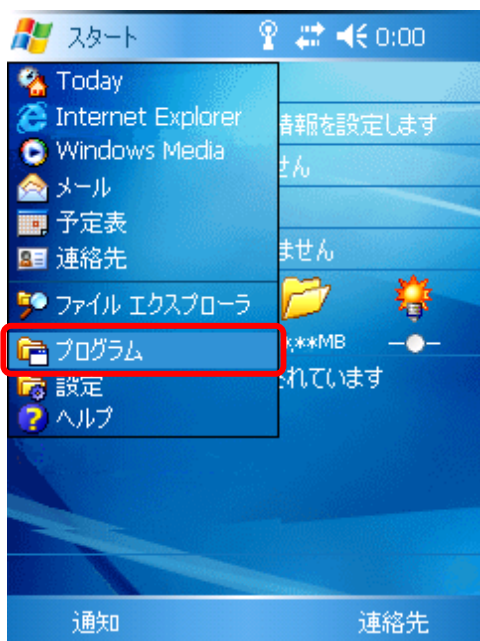 スタート 0:00
Today
Internet Explorer
Windows Media
メール
予定表
連絡先
ファイル エクスプローラ
プログラム
設定
ヘルプ
情報を設定します
せん
ません
**MB
されています
通知 連絡先